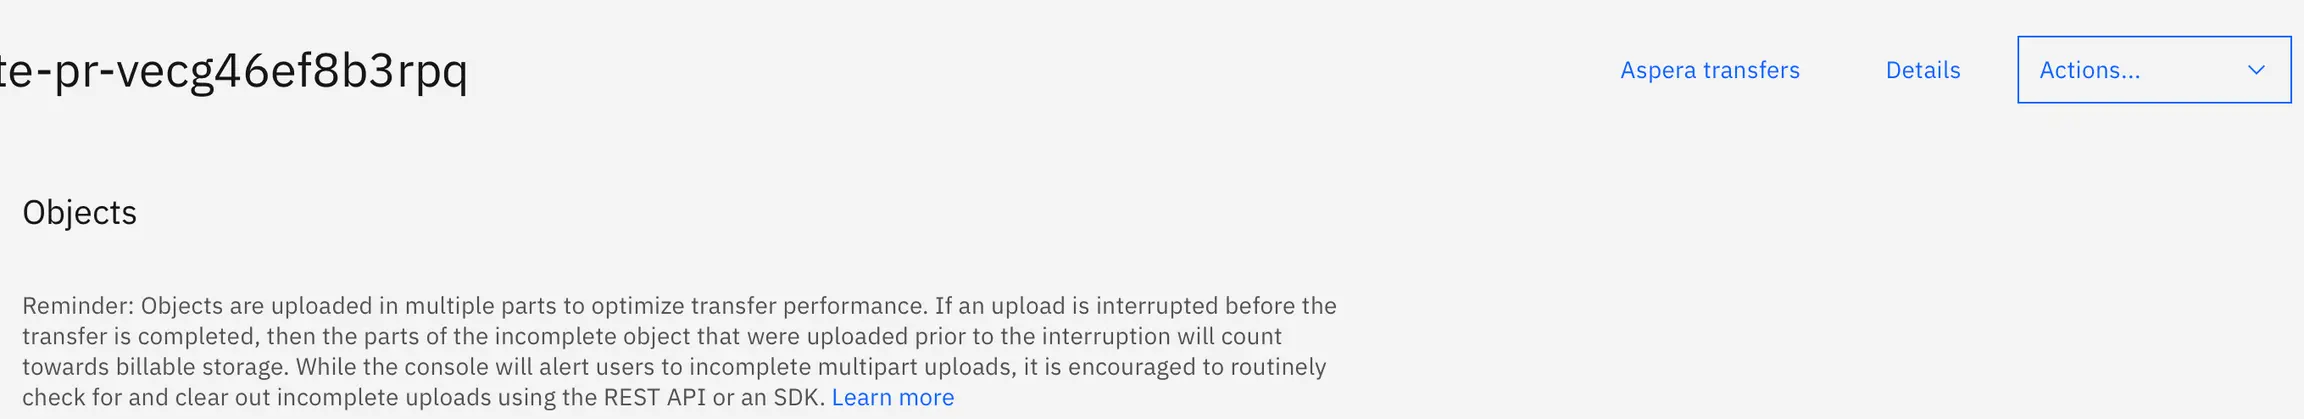 te-pr-vecg46ef8b3rpq
Aspera transfers
Details
Actions...
Objects
Reminder: Objects are uploaded in multiple parts to optimize transfer performance. If an upload is interrupted before the
transfer is completed, then the parts of the incomplete object that were uploaded prior to the interruption will count
towards billable storage. While the console will alert users to incomplete multipart uploads, it is encouraged to routinely
check for and clear out incomplete uploads using the REST API or an SDK. Learn more